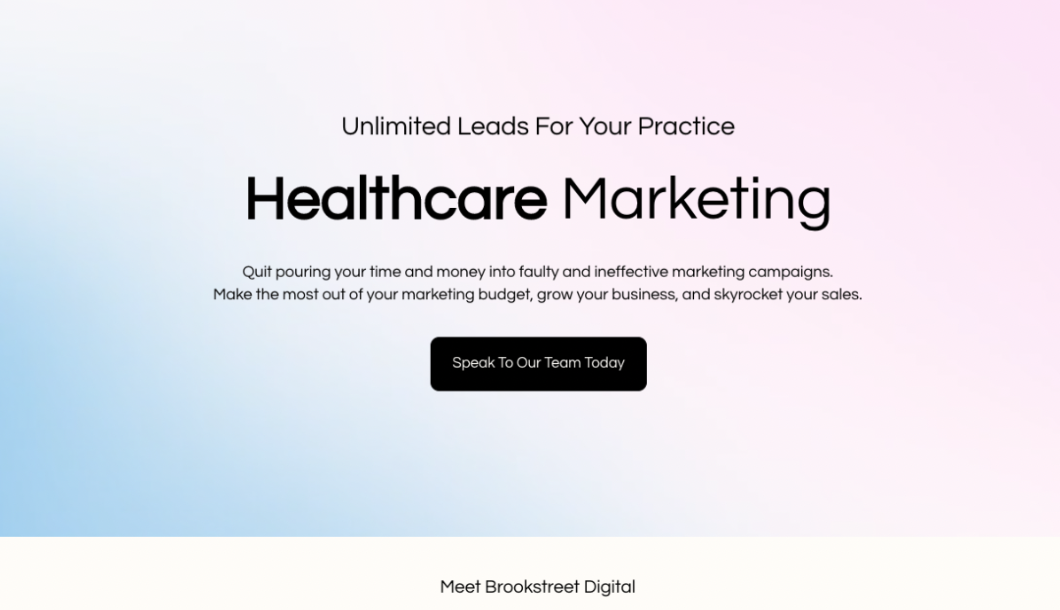 Unlimited Leads For Your Practice
Healthcare Marketing
Quit pouring your time and money into faulty and ineffective marketing campaigns.
Make the most out of your marketing budget, grow your business, and skyrocket your sales.
Speak To Our Team Today
Meet Brookstreet Digital